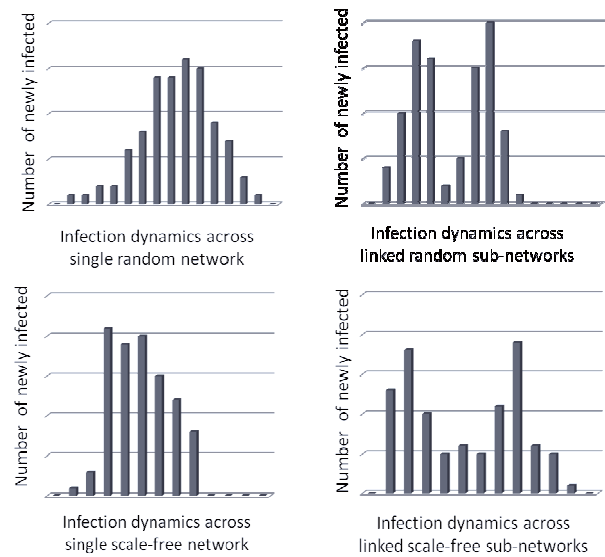 Number of newly infected
Infection dynamics across
single random network
Number of newly infected
Infection dynamics across
linked random sub-networks
Number of newly infected
Infection dynamics across
single scale-free network
Number of newly infected
Infection dynamics across
linked scale-free sub-networks